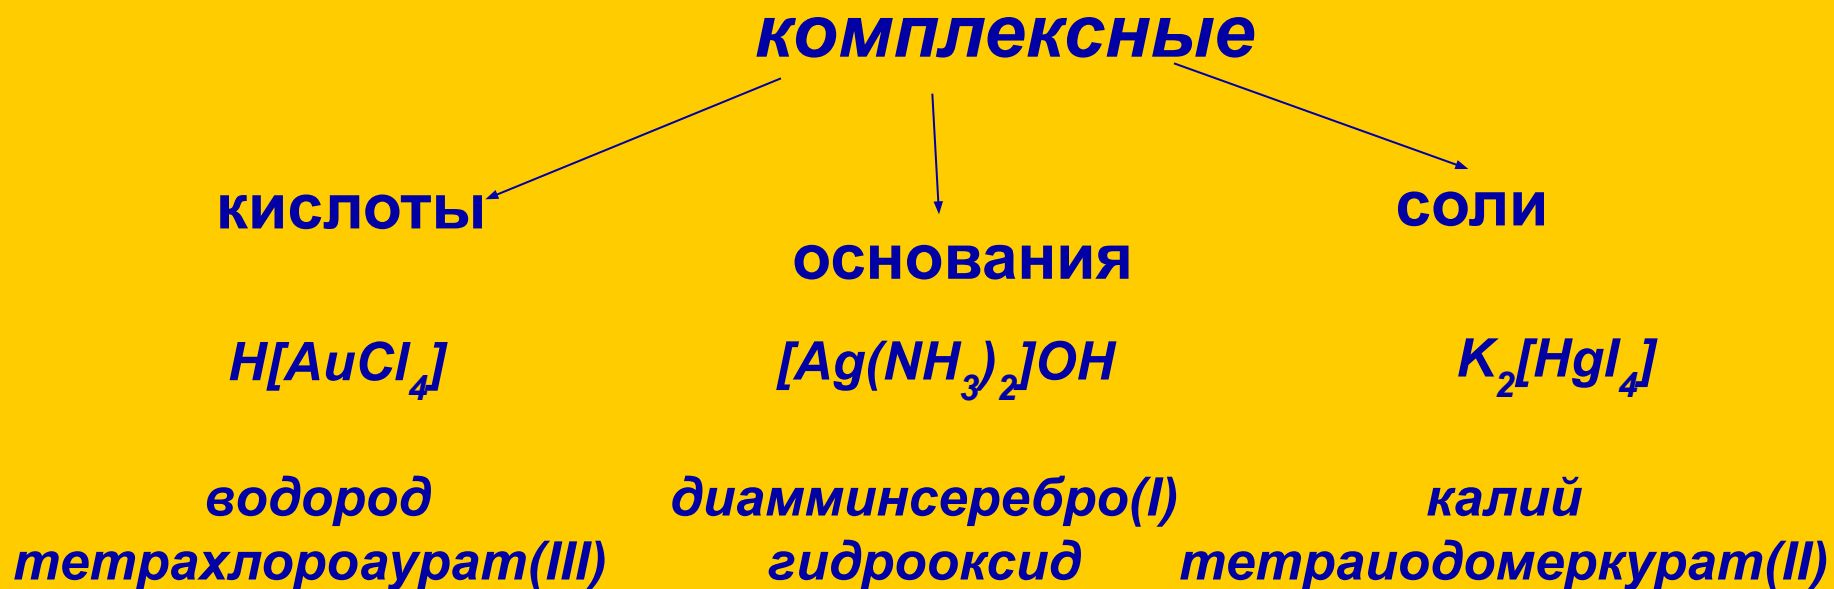 комплексные
кислоты
основания
соли
H[AuCl₄]
[Ag(NH₃)₂]OH
K₂[HgI₄]
водород
тетрахлороаурат(III)
диамминсеребро(I)
гидрооксид
калий
тетраиодомеркурат(II)